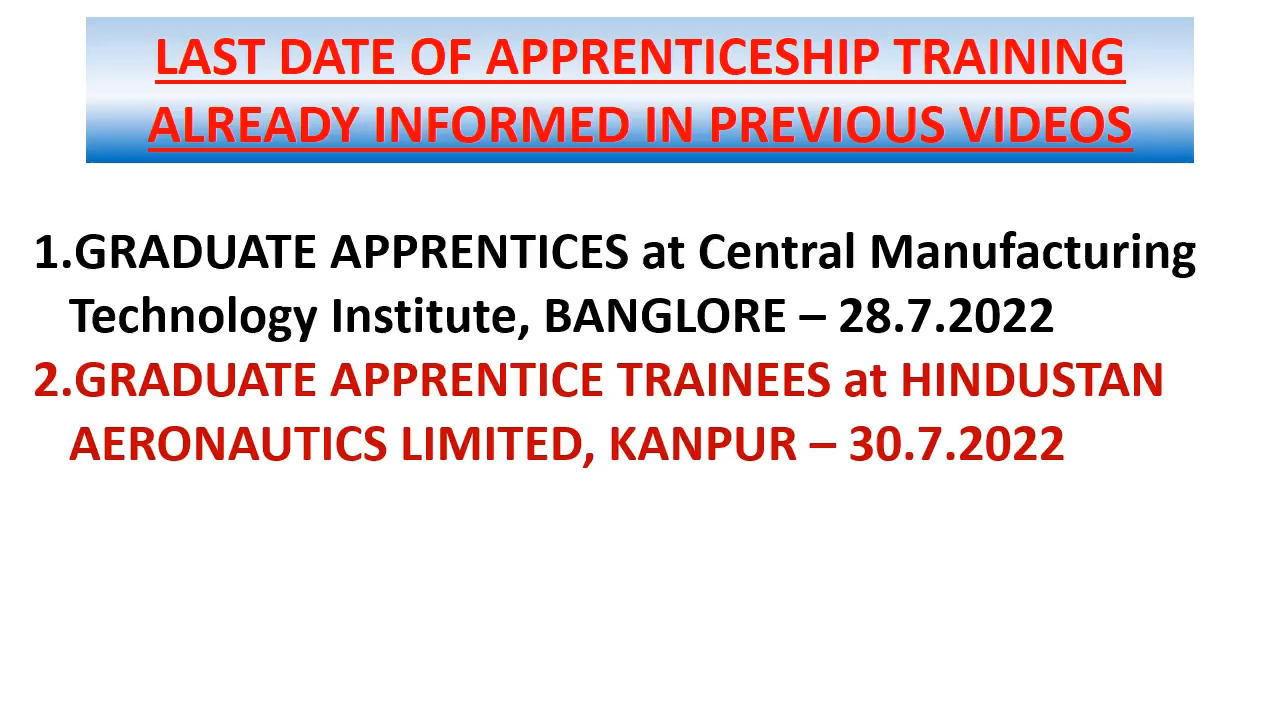 LAST DATE OF APPRENTICESHIP TRAINING
ALREADY INFORMED IN PREVIOUS VIDEOS
1.GRADUATE APPRENTICES at Central Manufacturing
Technology Institute, BANGLORE – 28.7.2022
2.GRADUATE APPRENTICE TRAINEES at HINDUSTAN
AERONAUTICS LIMITED, KANPUR – 30.7.2022